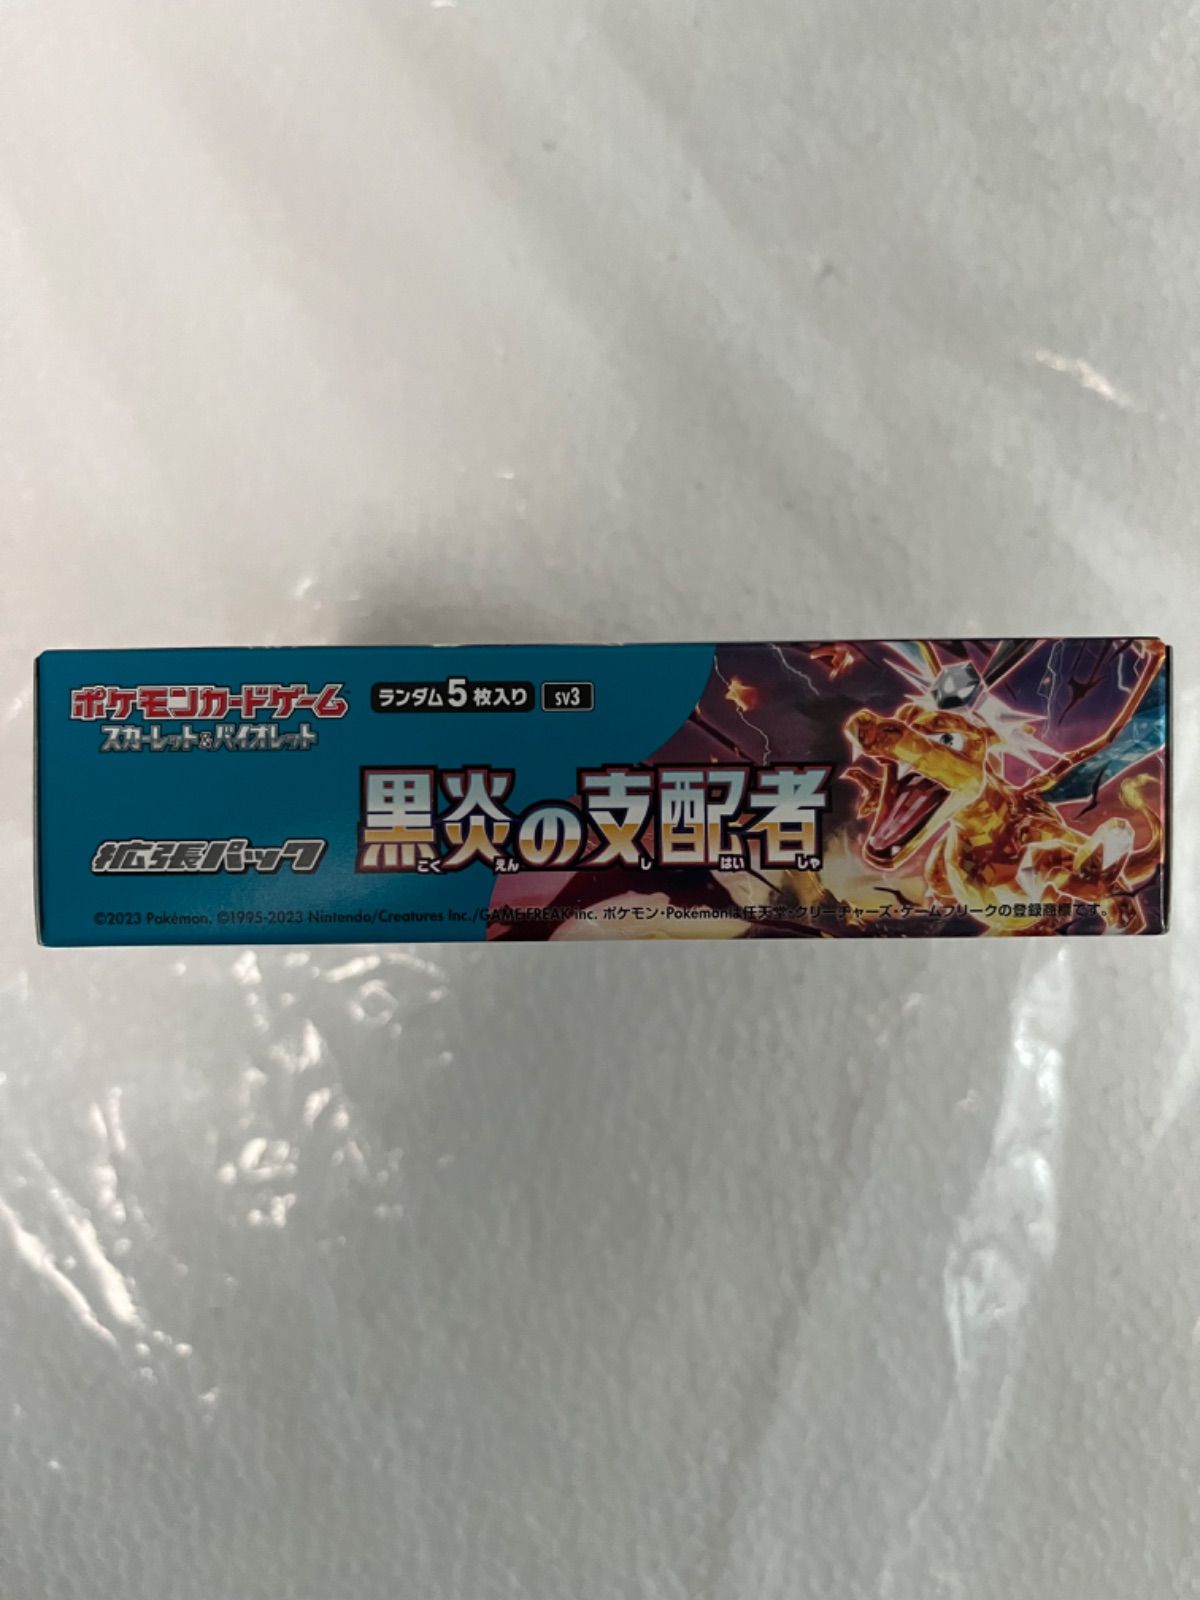 ポケモンカードゲーム
スカーレット&バイオレット
ランダム5枚入り
SV3
拡張パック
黒炎の支配者
こくえん しはいしゃ
©2023 Pokémon. ©1995-2023 Nintendo/Creatures Inc./GAME FREAK inc. ポケモン・Pokémonは任天堂・クリーチャーズ・ゲームフリークの登録商標です。